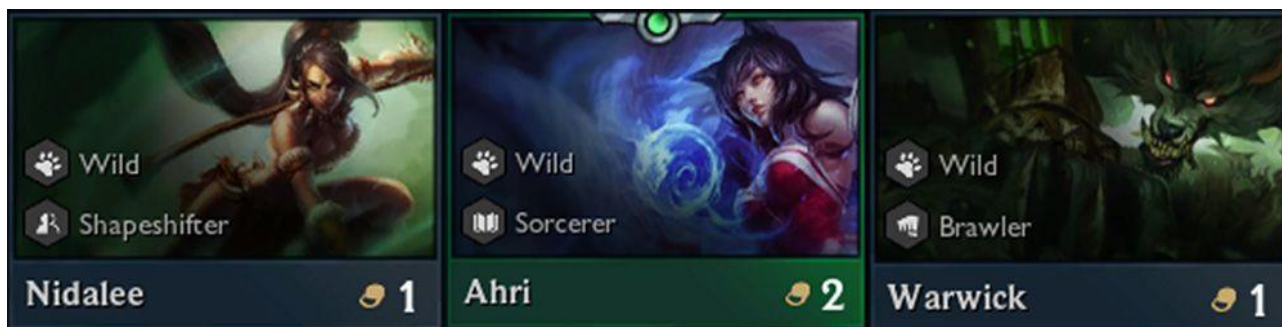 Wild
Shapeshifter
Nidalee 1
Wild
Sorcerer
Ahri 2
Wild
Brawler
Warwick 1